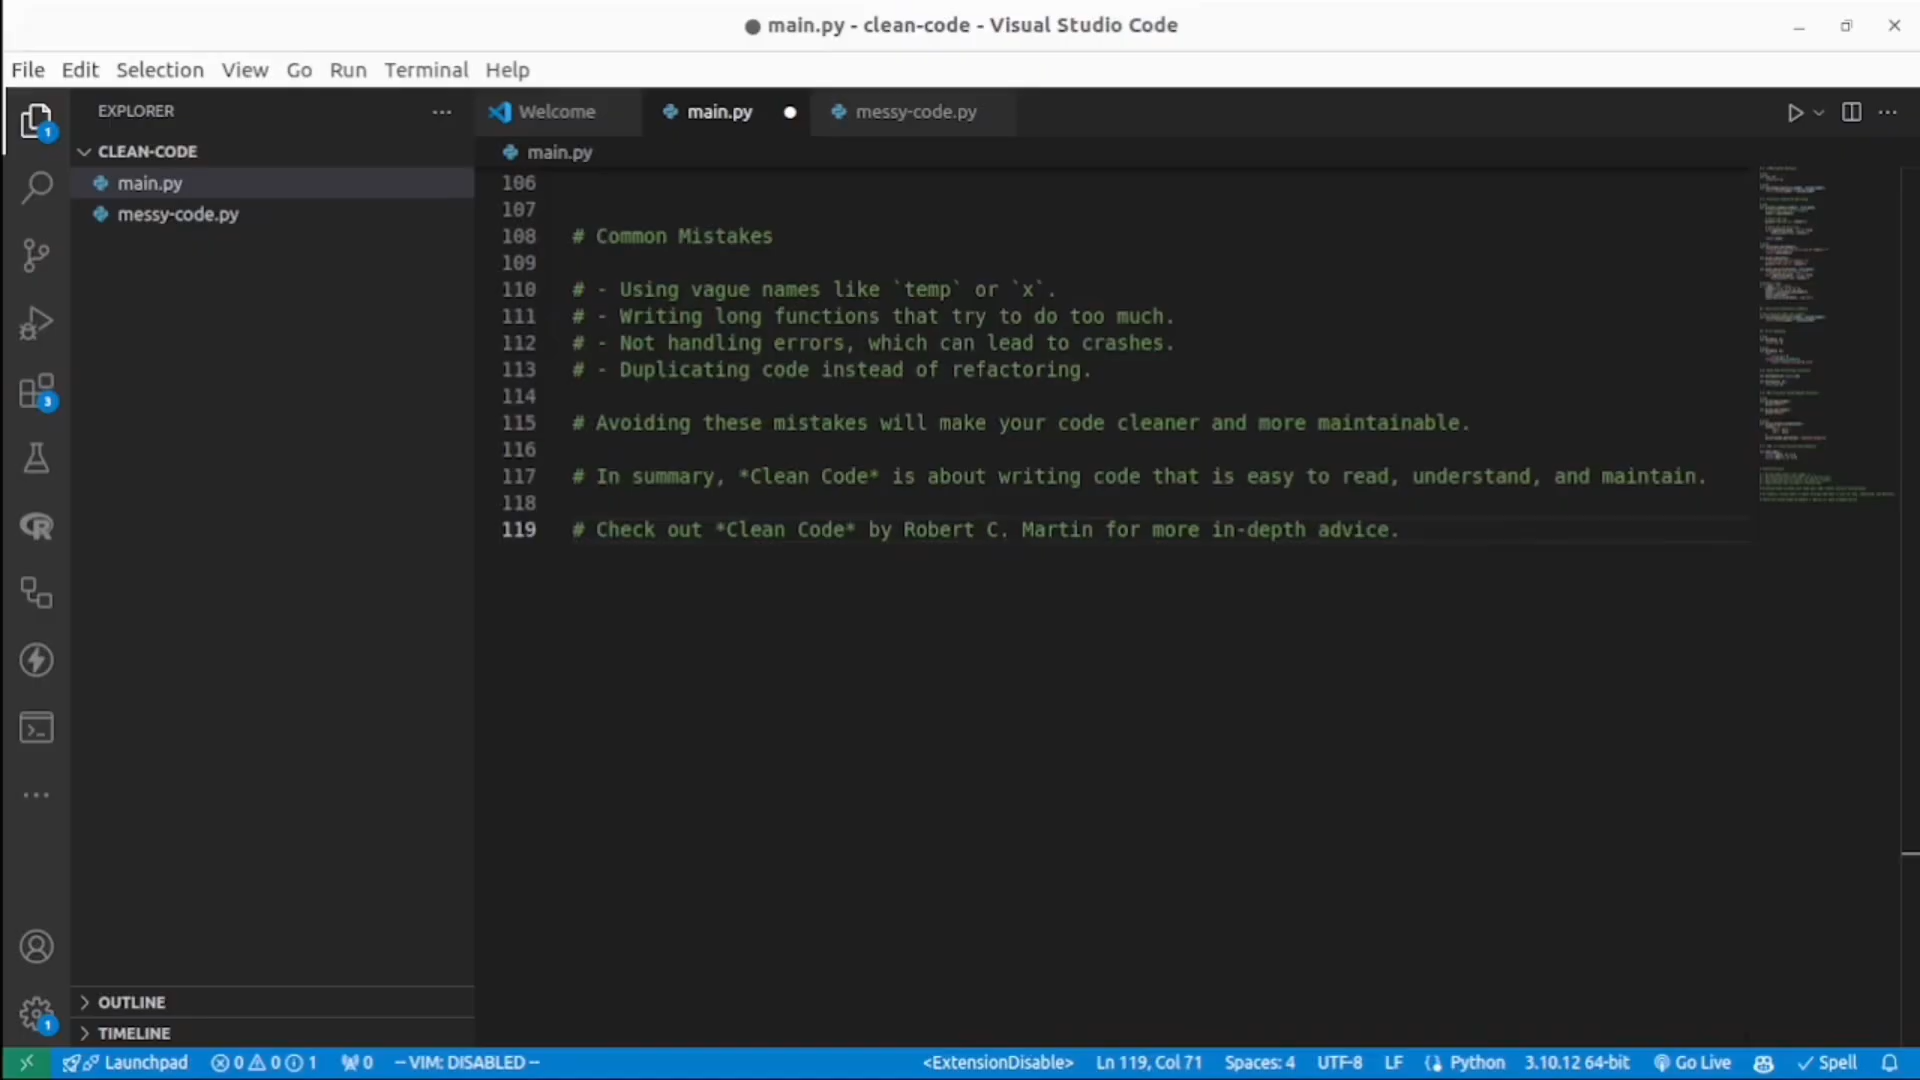 ● main.py - clean-code - Visual Studio Code
File Edit Selection View Go Run Terminal Help
EXPLORER
Welcome
main.py
messy-code.py
CLEAN-CODE
main.py
main.py
messy-code.py
106
107
108 # Common Mistakes
109
110 # - Using vague names like `temp` or `x`.
111 # - Writing long functions that try to do too much.
112 # - Not handling errors, which can lead to crashes.
113 # - Duplicating code instead of refactoring.
114
115 # Avoiding these mistakes will make your code cleaner and more maintainable.
116
117 # In summary, *Clean Code* is about writing code that is easy to read, understand, and maintain.
118
119 # Check out *Clean Code* by Robert C. Martin for more in-depth advice.
1
3
1
OUTLINE
TIMELINE
Launchpad 0 0 1 0 -- VIM: DISABLED -- <ExtensionDisable> Ln 119, Col 71 Spaces: 4 UTF-8 LF Python 3.10.12 64-bit Go Live Spell